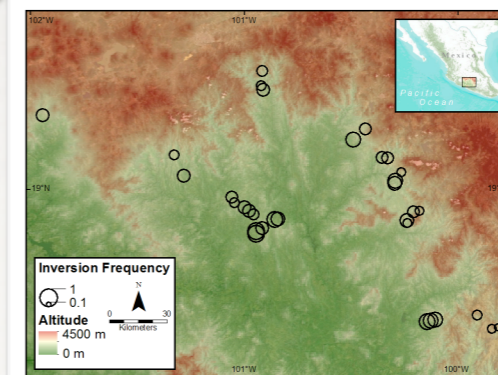 102°W 101°W 100°W
Mexico
Pacific
Ocean
19°N 19
Inversion Frequency
1
0.1
Altitude
4500 m
0 m
N
0 30
Kilometers
101°W 100°W